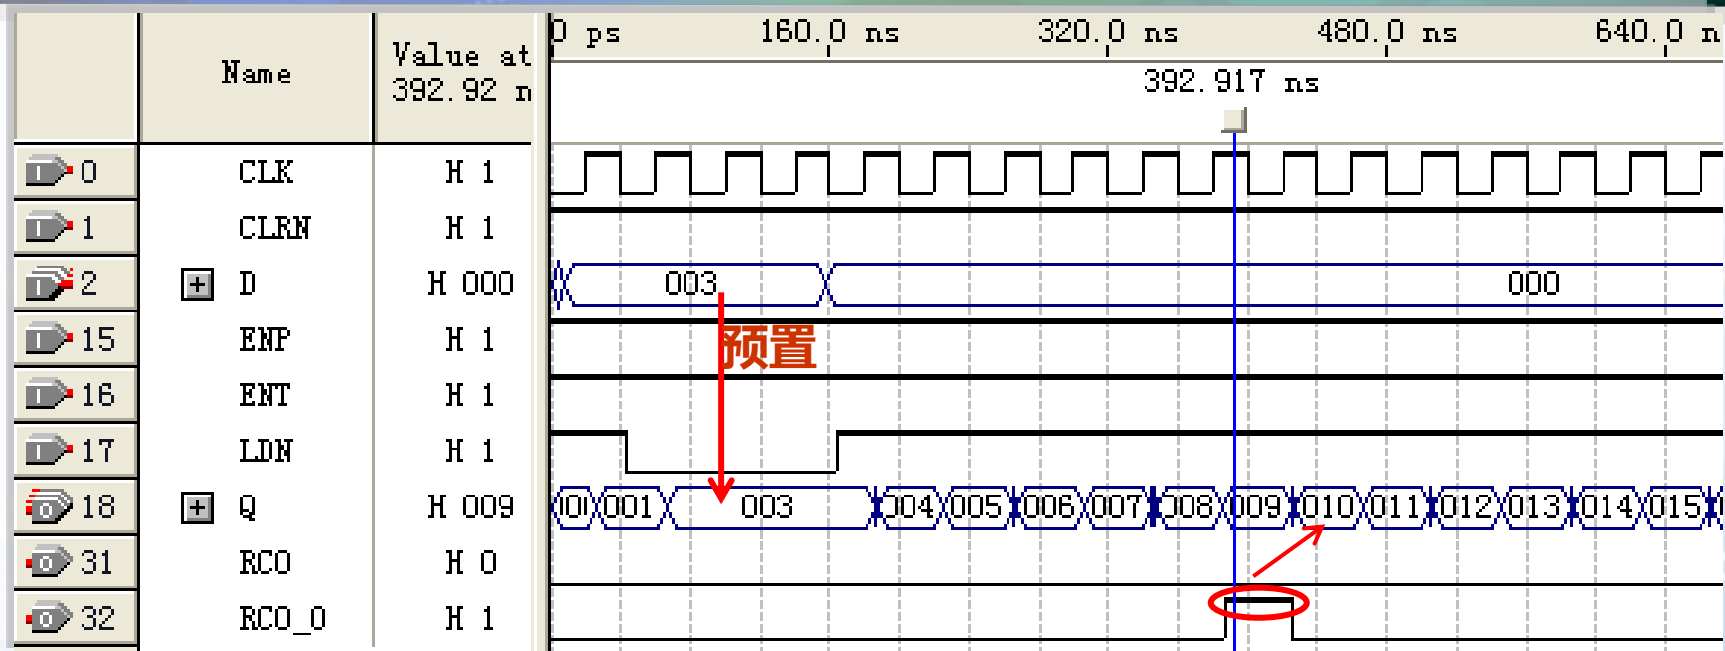 Name
Value at
392.92 n
0 ps
160.0 ns
320.0 ns
480.0 ns
640.0 n
392.917 ns
0 CLK H 1
1 CLRN H 1
2 D H 000 003 000
15 ENP H 1
预置
16 ENT H 1
17 LDN H 1
18 Q H 009 001 003 004 005 006 007 008 009 010 011 012 013 014 015
31 RCO H 0
32 RCO_0 H 1